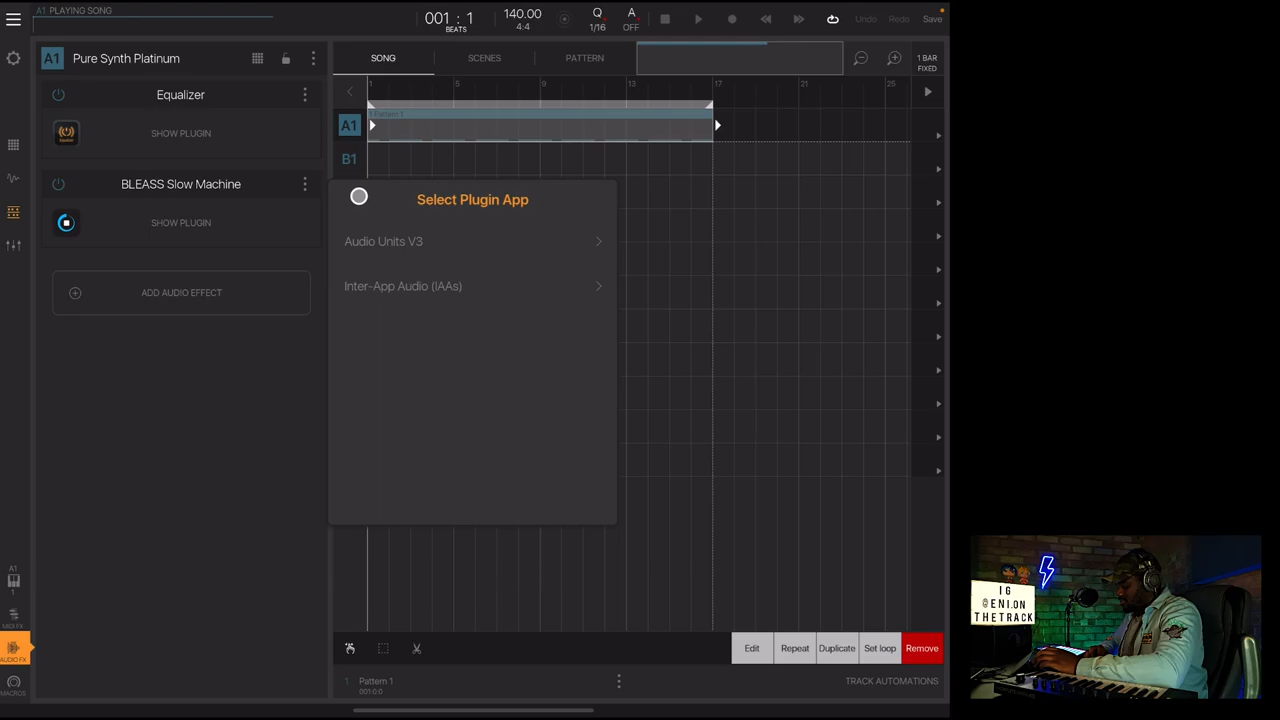 A1 PLAYING SONG
001 : 1
BEATS
140.00
4:4
Q
1/16
A
OFF
Undo
Redo
Save
A1
Pure Synth Platinum
SONG
SCENES
PATTERN
1 BAR
FIXED
1
5
9
13
17
21
25
Equalizer
SHOW PLUGIN
A1
1 Pattern 1
B1
BLEASS Slow Machine
SHOW PLUGIN
Select Plugin App
Audio Units V3
Inter-App Audio (IAAs)
ADD AUDIO EFFECT
A1
1
MIDI FX
AUDIO FX
MACROS
Edit
Repeat
Duplicate
Set loop
Remove
1
Pattern 1
001:0:0
TRACK AUTOMATIONS
IG
@ENI.ON
THETRACK